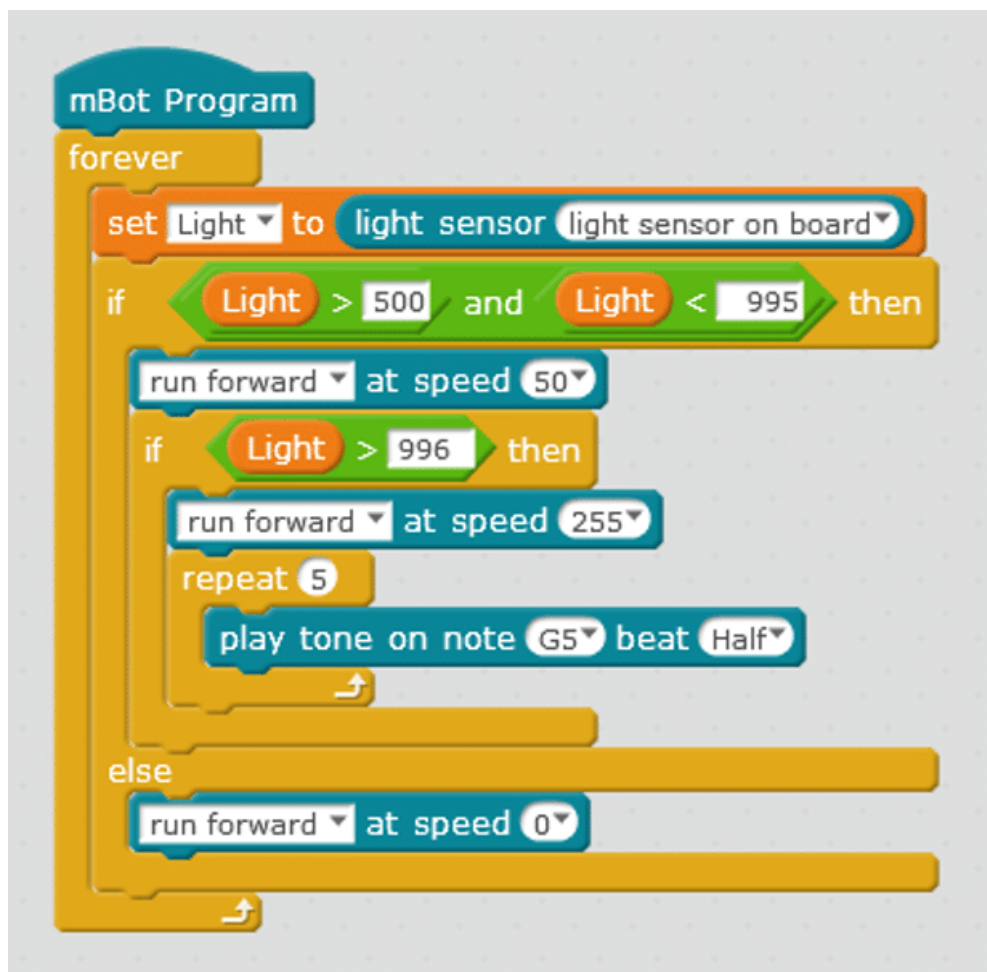 mBot Program
forever
set Light to light sensor light sensor on board
if Light > 500 and Light < 995 then
run forward at speed 50
if Light > 996 then
run forward at speed 255
repeat 5
play tone on note G5 beat Half
else
run forward at speed 0